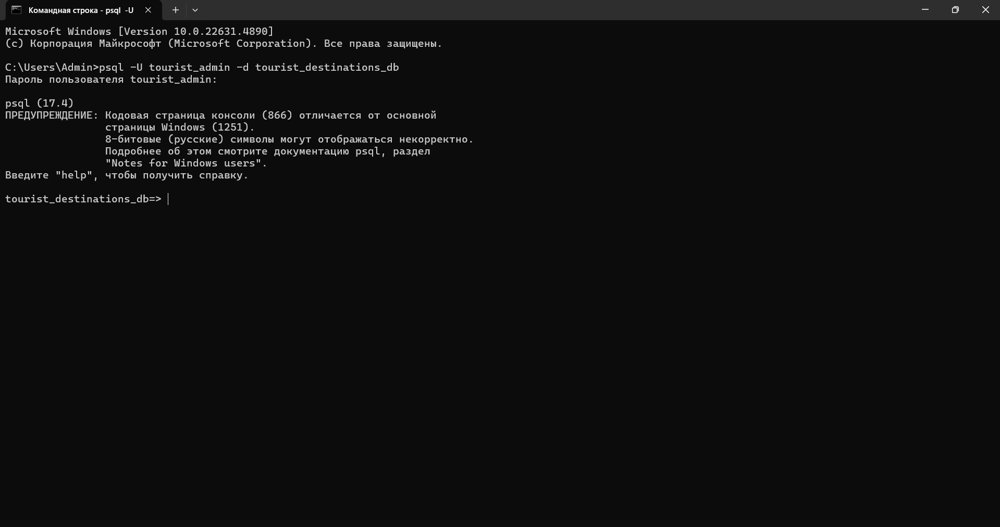 Командная строка - psql -U
Microsoft Windows [Version 10.0.22631.4890]
(c) Корпорация Майкрософт (Microsoft Corporation). Все права защищены.
C:\Users\Admin>psql -U tourist_admin -d tourist_destinations_db
Пароль пользователя tourist_admin:
psql (17.4)
ПРЕДУПРЕЖДЕНИЕ: Кодовая страница консоли (866) отличается от основной
страницы Windows (1251).
8-битовые (русские) символы могут отображаться некорректно.
Подробнее об этом смотрите документацию psql, раздел
"Notes for Windows users".
Введите "help", чтобы получить справку.
tourist_destinations_db=>